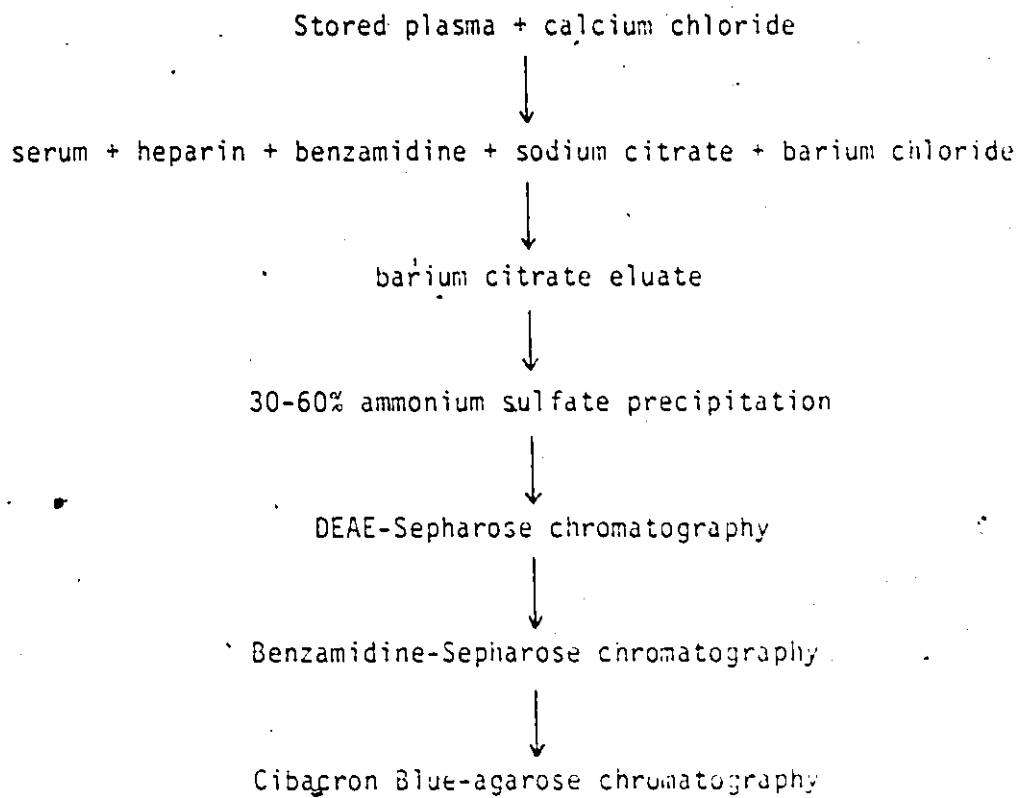 Stored plasma + calcium chloride
serum + heparin + benzamidine + sodium citrate + barium chloride
barium citrate eluate
30-60% ammonium sulfate precipitation
DEAE-Sepharose chromatography
Benzamidine-Sepharose chromatography
Cibacron Blue-agarose chromatography